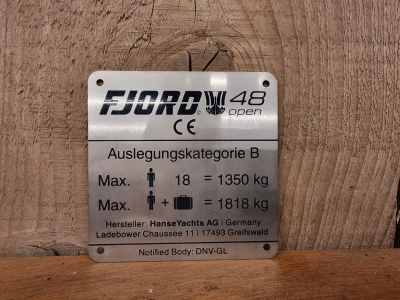 FJORD 48
open
CE
Auslegungskategorie B
Max. 18 = 1350 kg
Max. + = 1818 kg
Hersteller: HanseYachts AG | Germany
Ladebower Chaussee 11 | 17493 Greifswald
Notified Body: DNV-GL